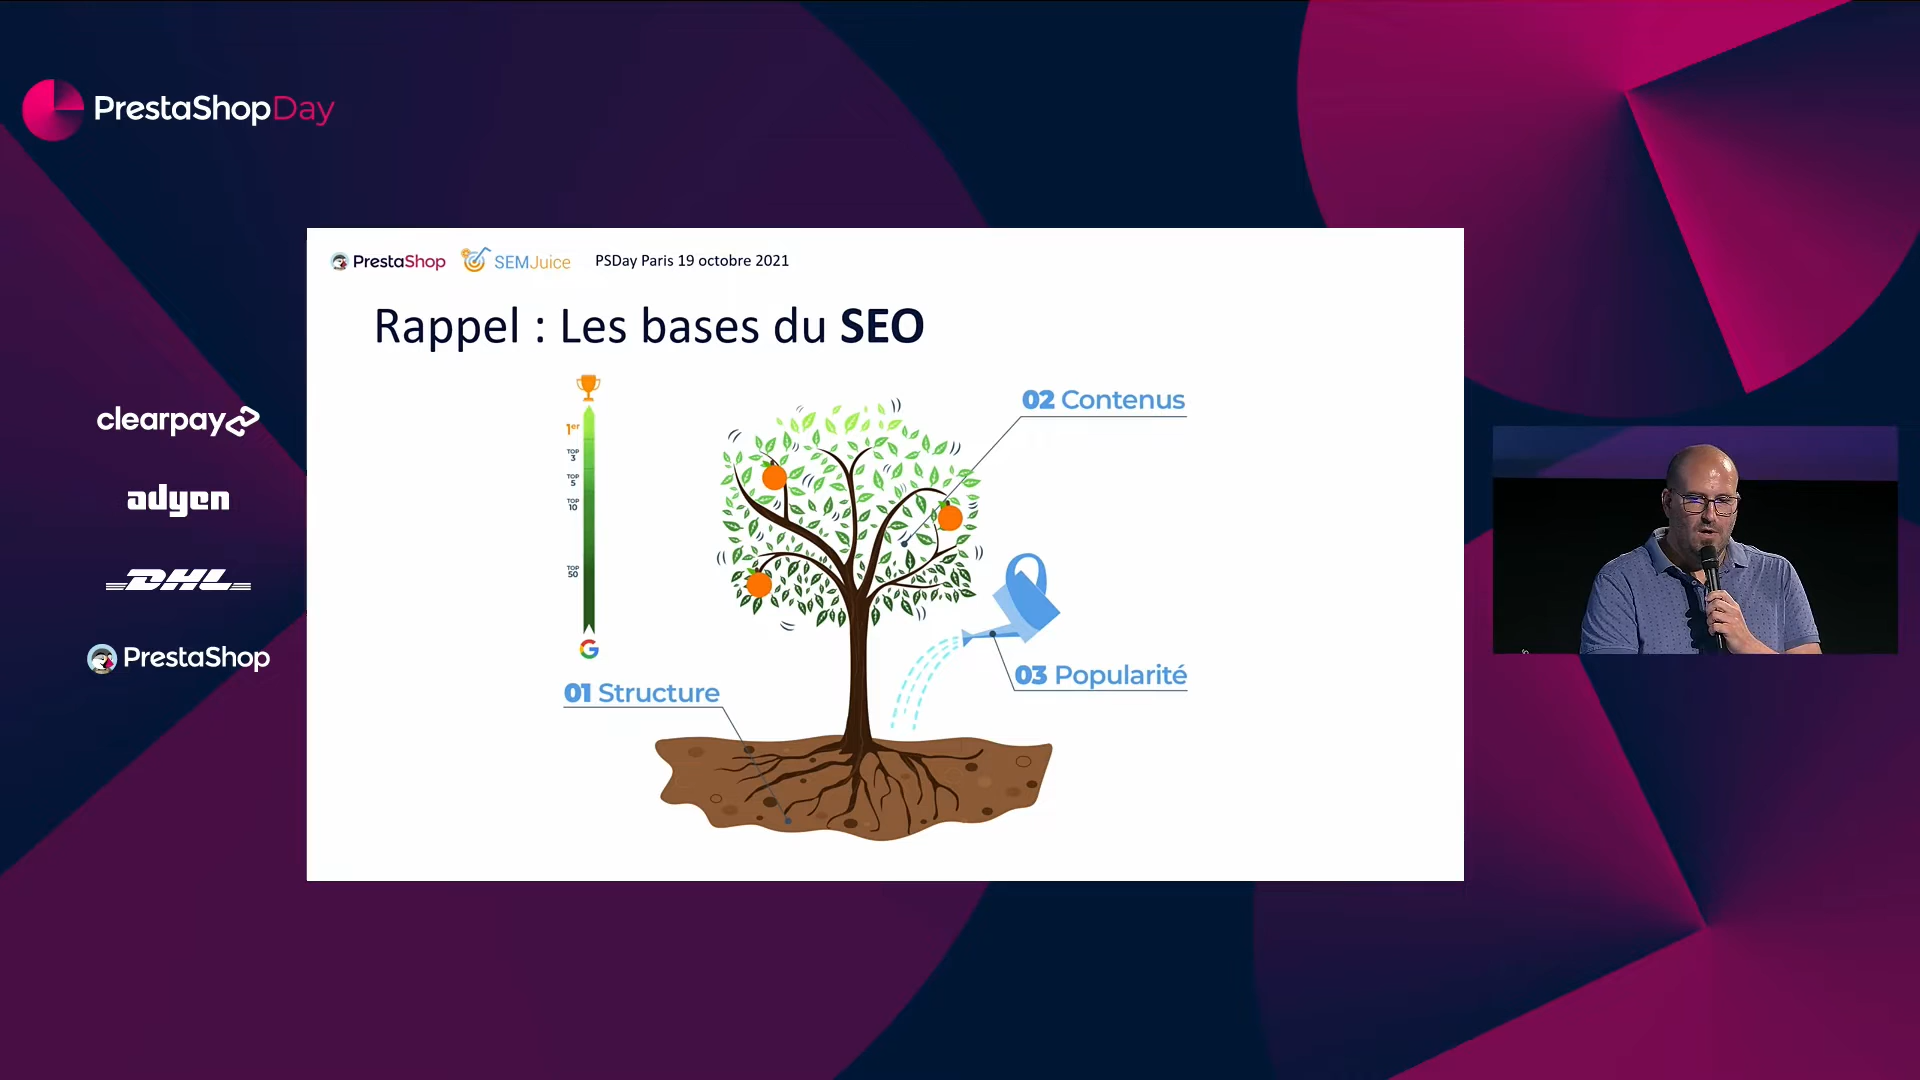 PrestaShopDay
clearpay
adyen
DHL
PrestaShop
PrestaShop SEMJuice PSDay Paris 19 octobre 2021
Rappel : Les bases du SEO
1er
TOP
3
TOP
5
TOP
10
TOP
50
G
02 Contenus
03 Popularité
01 Structure